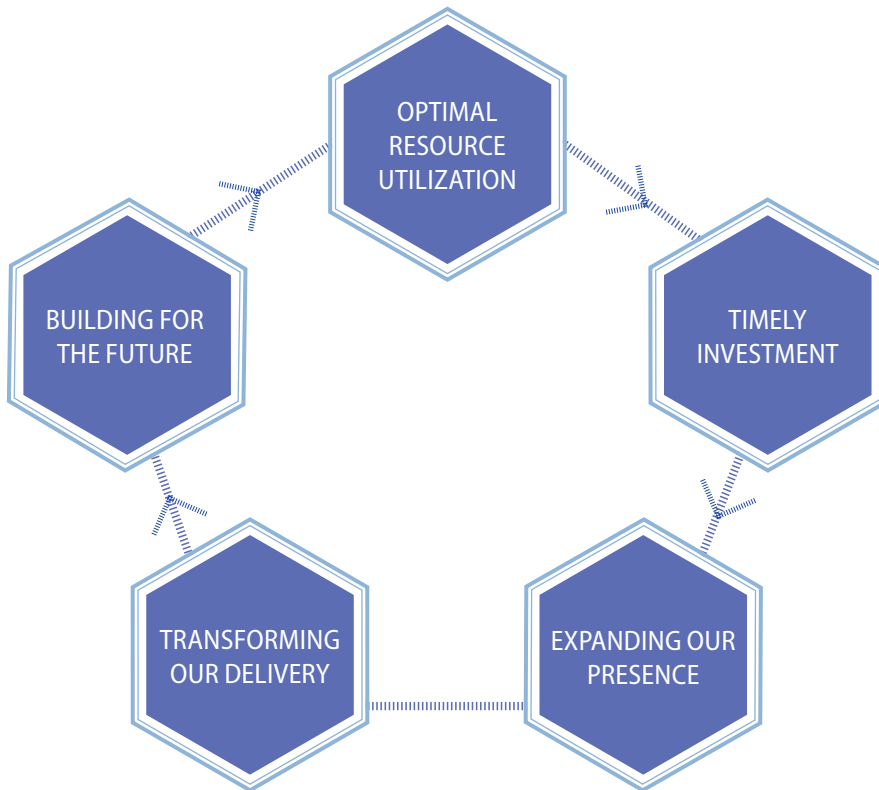 OPTIMAL
RESOURCE
UTILIZATION
BUILDING FOR
THE FUTURE
TIMELY
INVESTMENT
TRANSFORMING
OUR DELIVERY
EXPANDING OUR
PRESENCE